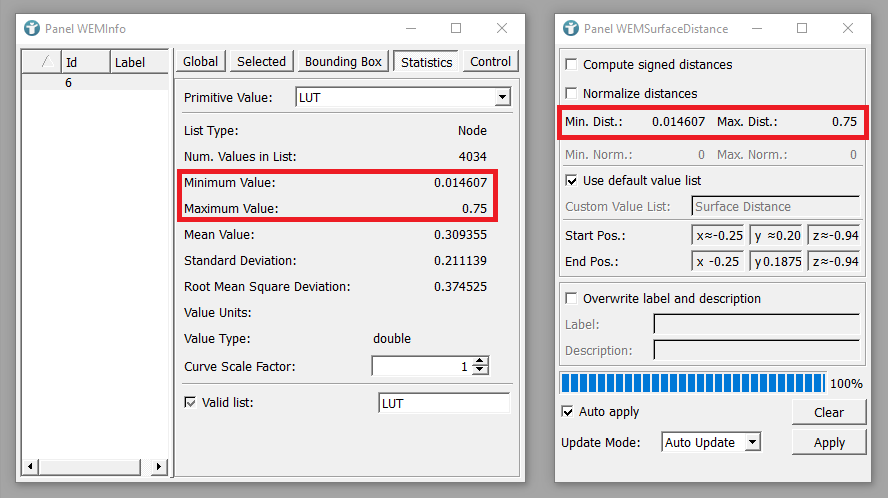 Panel WEMInfo
Id Label
6
Global Selected Bounding Box Statistics Control
Primitive Value: LUT
List Type: Node
Num. Values in List: 4034
Minimum Value: 0.014607
Maximum Value: 0.75
Mean Value: 0.309355
Standard Deviation: 0.211139
Root Mean Square Deviation: 0.374525
Value Units:
Value Type: double
Curve Scale Factor: 1
Valid list: LUT
Panel WEMSurfaceDistance
Compute signed distances
Normalize distances
Min. Dist.: 0.014607 Max. Dist.: 0.75
Min. Norm.: 0 Max. Norm.: 0
Use default value list
Custom Value List: Surface Distance
Start Pos.: x≈-0.25 y ≈0.20 z≈-0.94
End Pos.: x -0.25 y0.1875 z≈-0.94
Overwrite label and description
Label:
Description:
100%
Auto apply Clear
Update Mode: Auto Update Apply